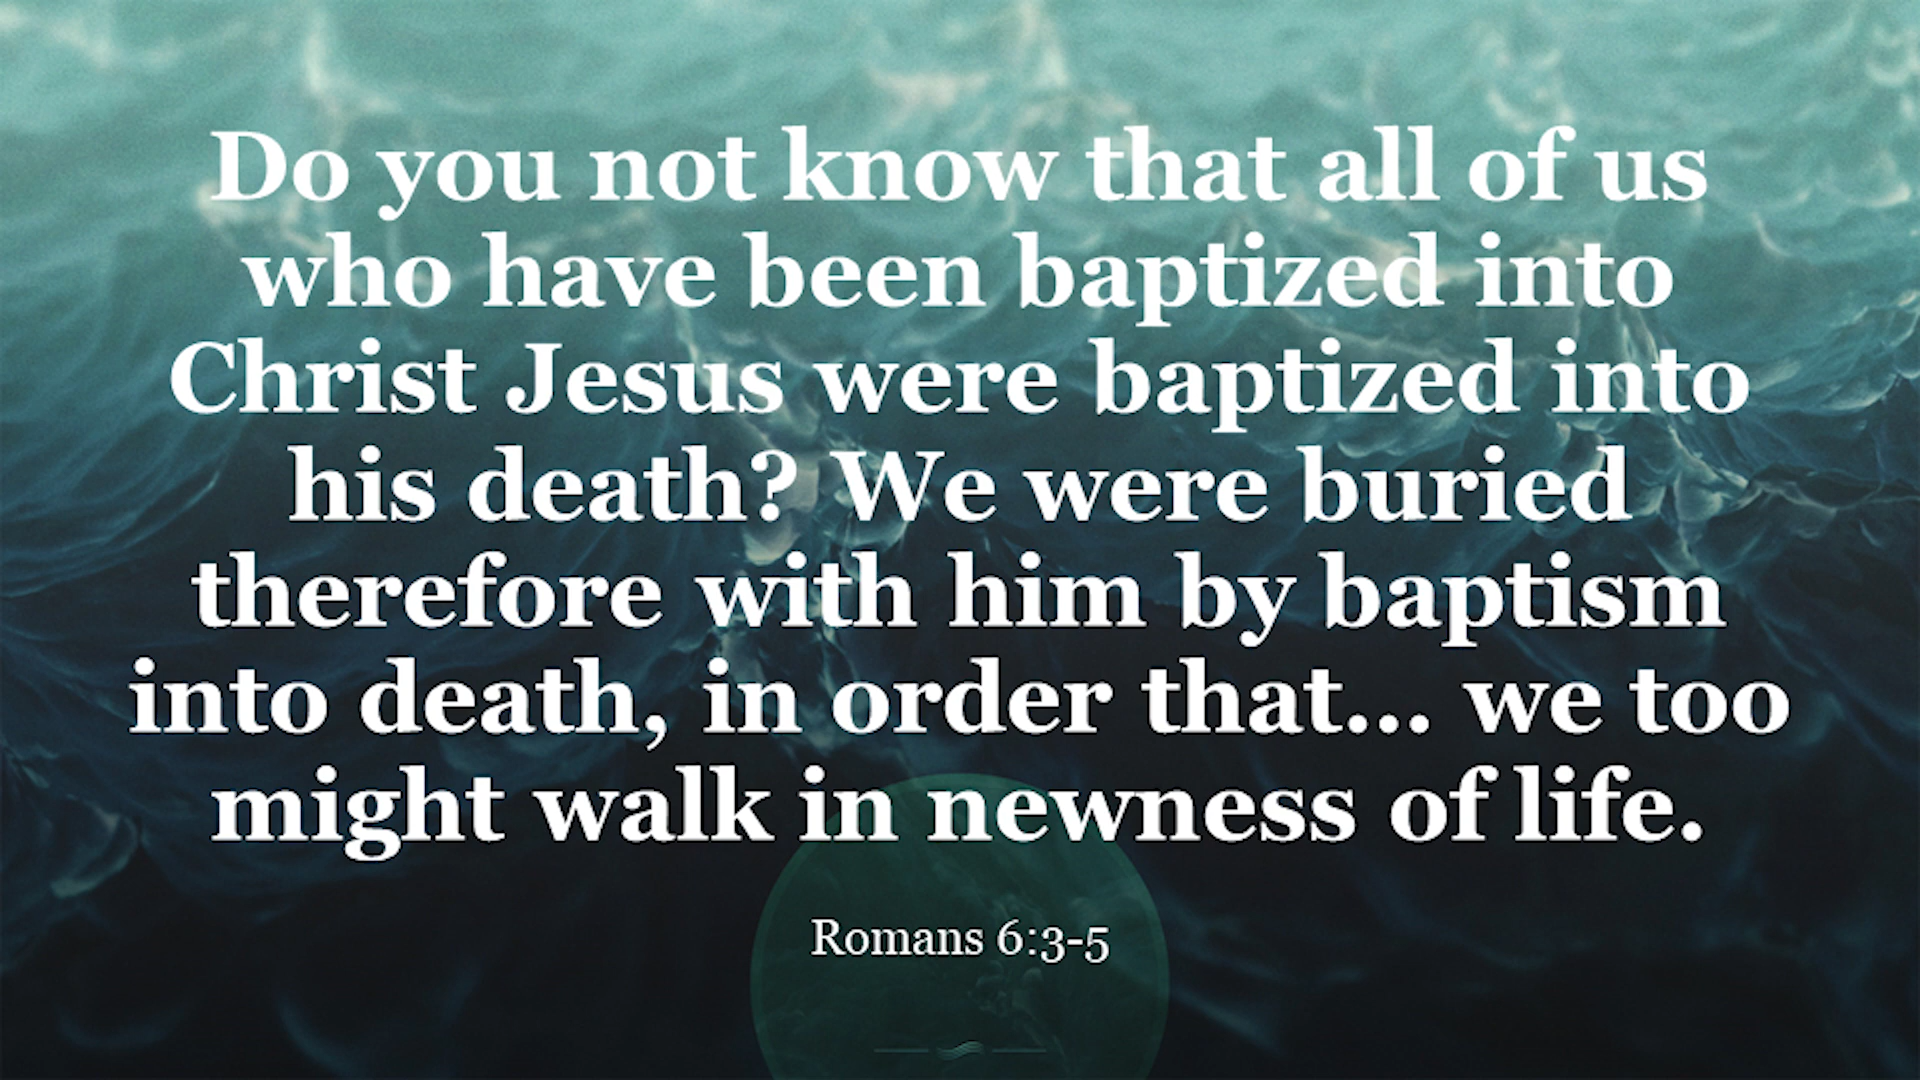 Do you not know that all of us
who have been baptized into
Christ Jesus were baptized into
his death? We were buried
therefore with him by baptism
into death, in order that... we too
might walk in newness of life.
Romans 6:3-5